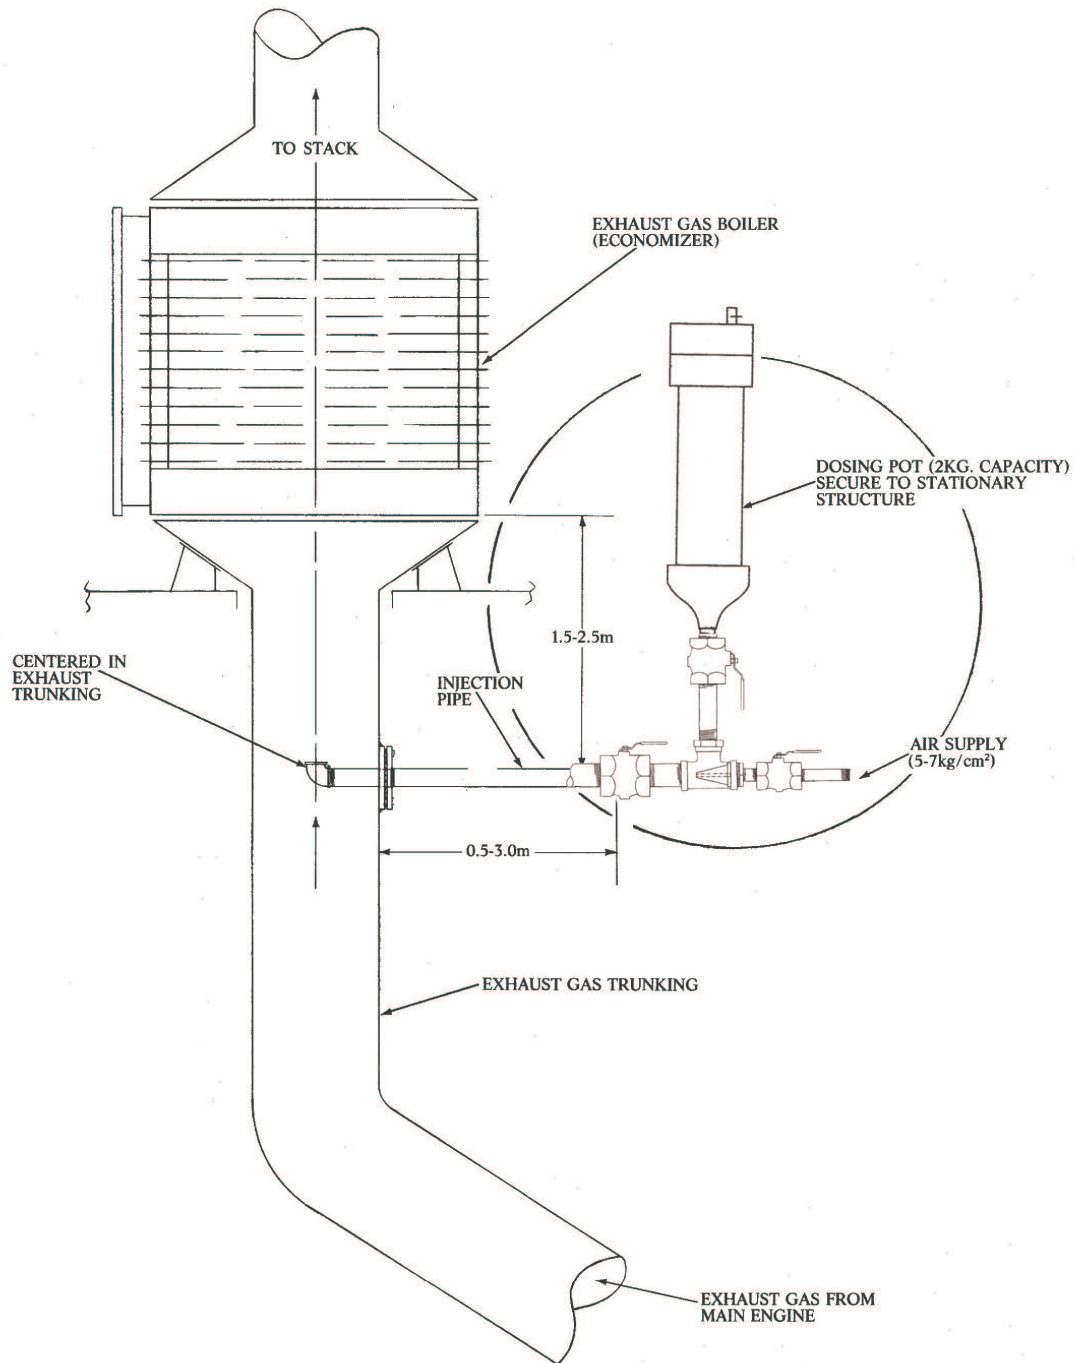 TO STACK
EXHAUST GAS BOILER
(ECONOMIZER)
DOSING POT (2KG. CAPACITY)
SECURE TO STATIONARY
STRUCTURE
1.5-2.5m
CENTERED IN
EXHAUST
TRUNKING
INJECTION
PIPE
AIR SUPPLY
(5-7kg/cm²)
0.5-3.0m
EXHAUST GAS TRUNKING
EXHAUST GAS FROM
MAIN ENGINE